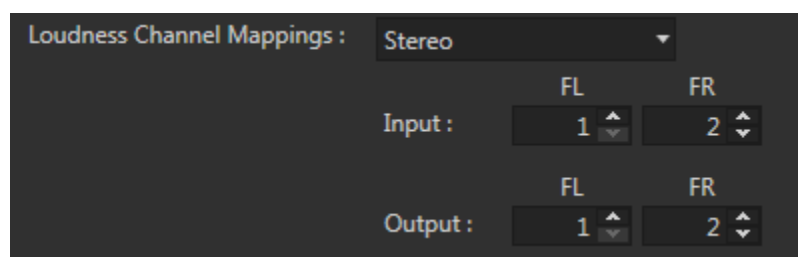 Loudness Channel Mappings : Stereo
FL FR
Input : 1 2
FL FR
Output : 1 2